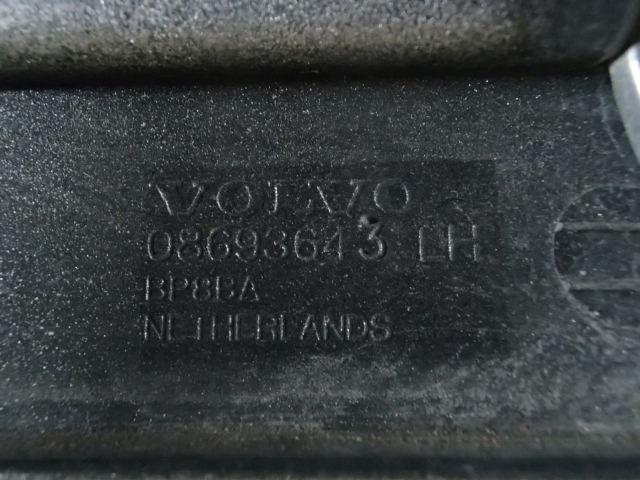 VOLVO
08693643 LH
BP8BA
NETHERLANDS